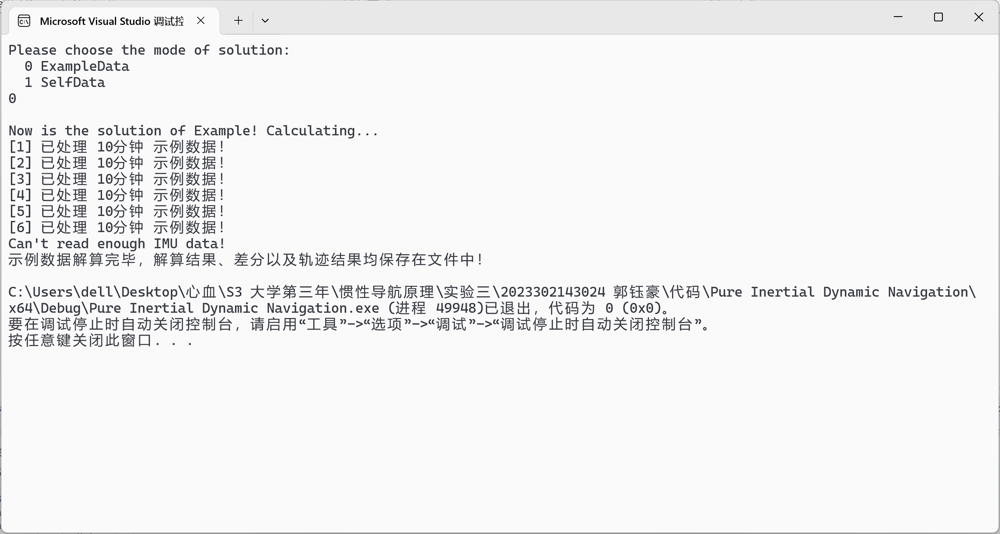 Microsoft Visual Studio 调试控
Please choose the mode of solution:
  0 ExampleData
  1 SelfData
0
Now is the solution of Example! Calculating...
[1] 已处理 10分钟 示例数据!
[2] 已处理 10分钟 示例数据!
[3] 已处理 10分钟 示例数据!
[4] 已处理 10分钟 示例数据!
[5] 已处理 10分钟 示例数据!
[6] 已处理 10分钟 示例数据!
Can't read enough IMU data!
示例数据解算完毕，解算结果、差分以及轨迹结果均保存在文件中!
C:\Users\dell\Desktop\心血\S3 大学第三年\惯性导航原理\实验三\2023302143024 郭钰豪\代码\Pure Inertial Dynamic Navigation\
x64\Debug\Pure Inertial Dynamic Navigation.exe (进程 49948)已退出，代码为 0 (0x0)。
要在调试停止时自动关闭控制台，请启用“工具”->“选项”->“调试”->“调试停止时自动关闭控制台”。
按任意键关闭此窗口. . .